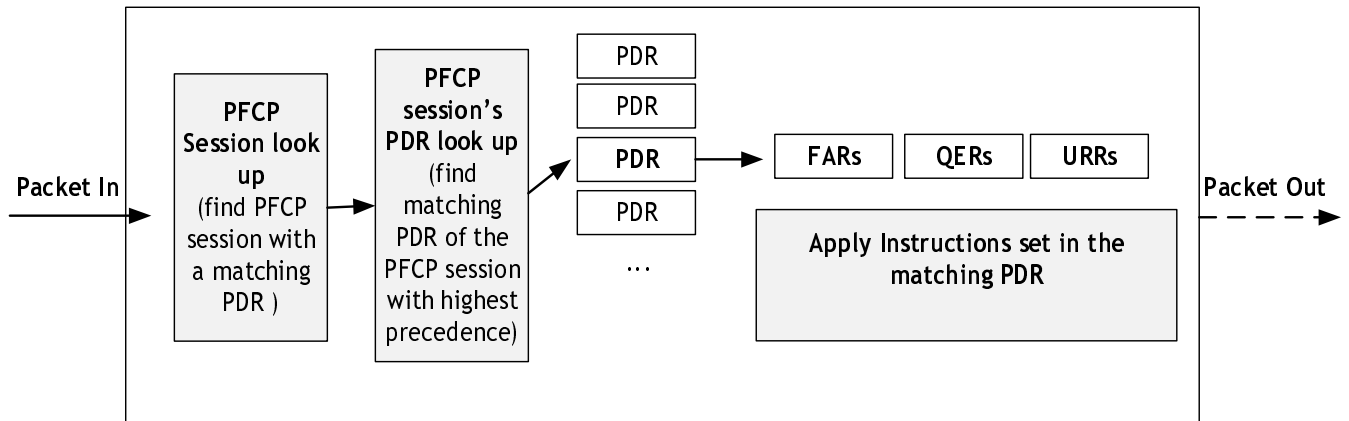 Packet In
PFCP
Session look
up
(find PFCP
session with
a matching
PDR )
PFCP
session’s
PDR look up
(find
matching
PDR of the
PFCP session
with highest
precedence)
PDR
PDR
PDR
PDR
...
FARs
QERs
URRs
Apply Instructions set in the
matching PDR
Packet Out